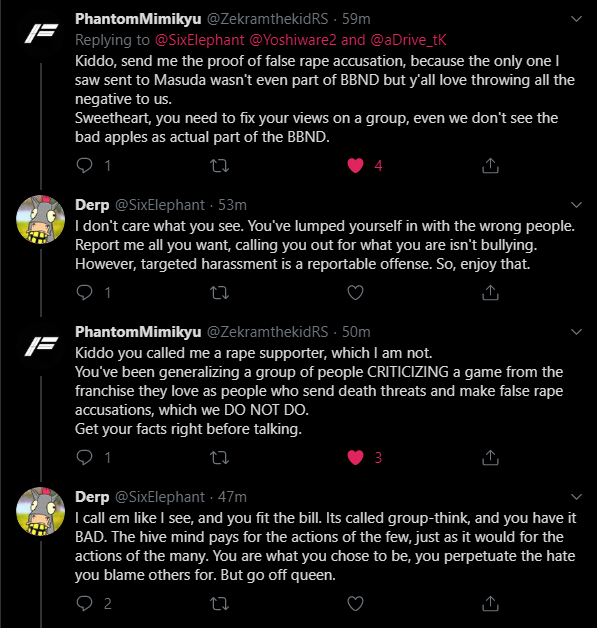 PhantomMimikyu @ZekramthekidRS · 59m
Replying to @SixElephant @Yoshiware2 and @aDrive_tK
Kiddo, send me the proof of false rape accusation, because the only one I
saw sent to Masuda wasn't even part of BBND but y'all love throwing all the
negative to us.
Sweetheart, you need to fix your views on a group, even we don't see the
bad apples as actual part of the BBND.
1 4
Derp @SixElephant · 53m
I don't care what you see. You've lumped yourself in with the wrong people.
Report me all you want, calling you out for what you are isn't bullying.
However, targeted harassment is a reportable offense. So, enjoy that.
1
PhantomMimikyu @ZekramthekidRS · 50m
Kiddo you called me a rape supporter, which I am not.
You've been generalizing a group of people CRITICIZING a game from the
franchise they love as people who send death threats and make false rape
accusations, which we DO NOT DO.
Get your facts right before talking.
1 3
Derp @SixElephant · 47m
I call em like I see, and you fit the bill. Its called group-think, and you have it
BAD. The hive mind pays for the actions of the few, just as it would for the
actions of the many. You are what you chose to be, you perpetuate the hate
you blame others for. But go off queen.
2